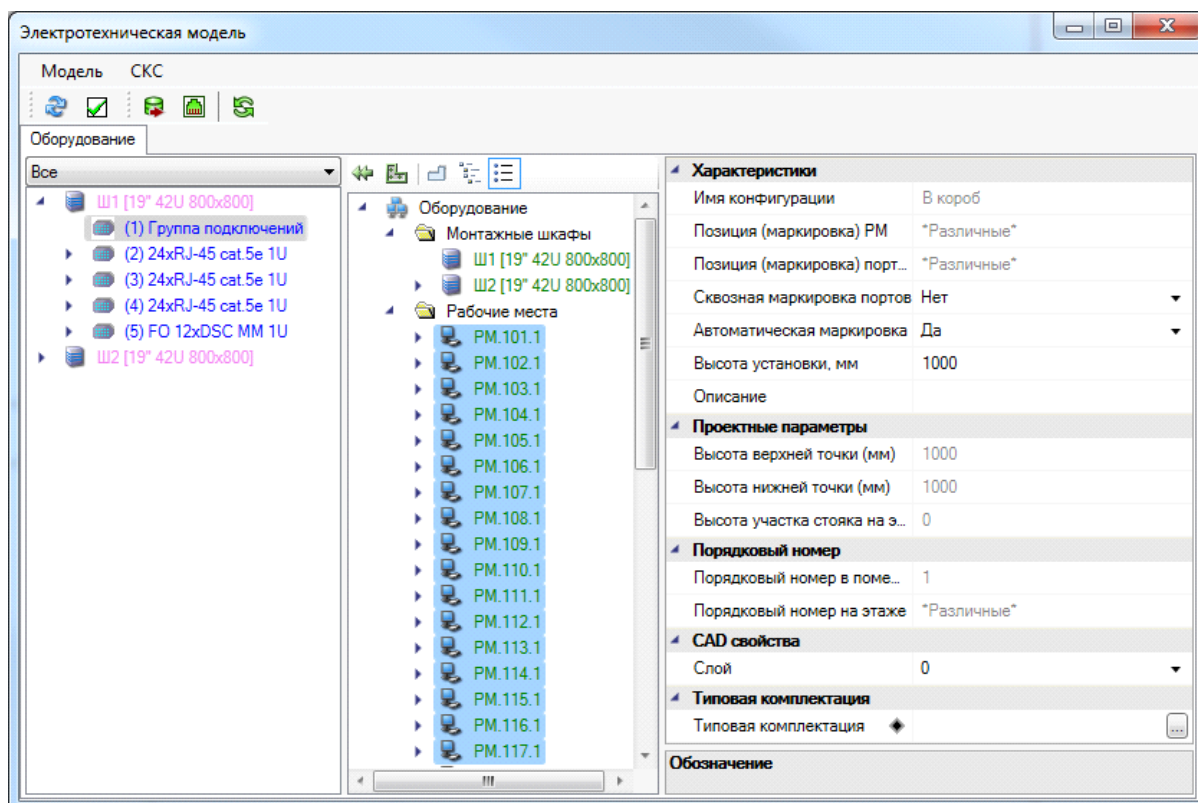 Электротехническая модель
Модель СКС
Оборудование
Все
Ш1 [19" 42U 800x800]
(1) Группа подключений
(2) 24xRJ-45 cat.5e 1U
(3) 24xRJ-45 cat.5e 1U
(4) 24xRJ-45 cat.5e 1U
(5) FO 12xDSC MM 1U
Ш2 [19" 42U 800x800]
Оборудование
Монтажные шкафы
Ш1 [19" 42U 800x800]
Ш2 [19" 42U 800x800]
Рабочие места
РМ.101.1
РМ.102.1
РМ.103.1
РМ.104.1
РМ.105.1
РМ.106.1
РМ.107.1
РМ.108.1
РМ.109.1
РМ.110.1
РМ.111.1
РМ.112.1
РМ.113.1
РМ.114.1
РМ.115.1
РМ.116.1
РМ.117.1
Характеристики
Имя конфигурации В короб
Позиция (маркировка) РМ *Различные*
Позиция (маркировка) порт... *Различные*
Сквозная маркировка портов Нет
Автоматическая маркировка Да
Высота установки, мм 1000
Описание
Проектные параметры
Высота верхней точки (мм) 1000
Высота нижней точки (мм) 1000
Высота участка стояка на э... 0
Порядковый номер
Порядковый номер в поме... 1
Порядковый номер на этаже *Различные*
CAD свойства
Слой 0
Типовая комплектация
Типовая комплектация ...
Обозначение